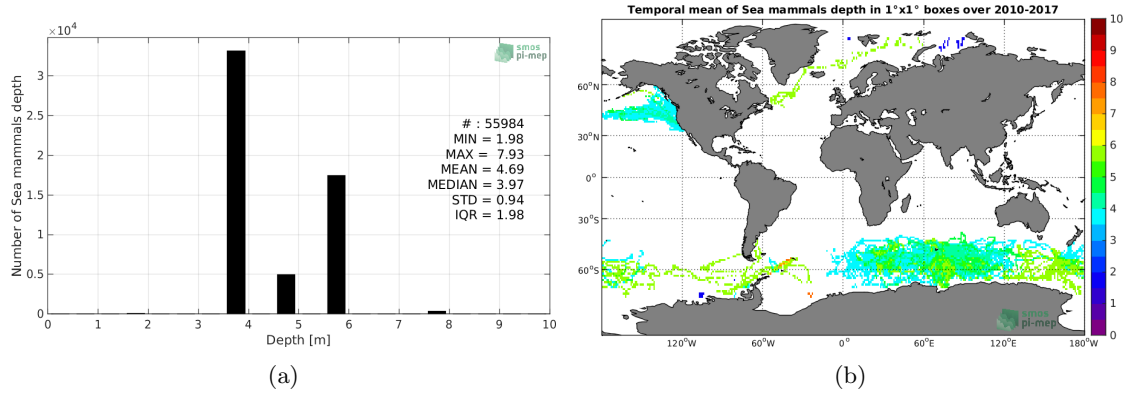 ×10⁴
smos
pi-mep
3
2.5
2
1.5
1
0.5
0
Number of Sea mammals depth
# : 55984
MIN = 1.98
MAX = 7.93
MEAN = 4.69
MEDIAN = 3.97
STD = 0.94
IQR = 1.98
0 1 2 3 4 5 6 7 8 9 10
Depth [m]
(a)
Temporal mean of Sea mammals depth in 1°x1° boxes over 2010-2017
60°N
30°N
0°
30°S
60°S
120°W 60°W 0° 60°E 120°E 180°W
smos
pi-mep
10
9
8
7
6
5
4
3
2
1
0
(b)